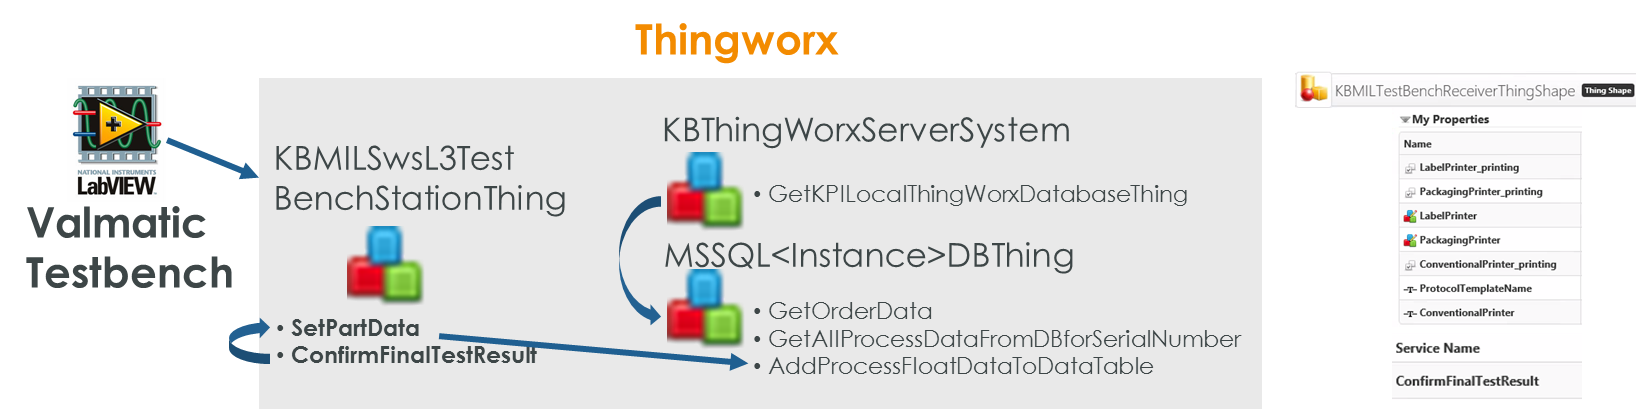 Thingworx
NATIONAL INSTRUMENTS
LabVIEW
Valmatic
Testbench
KBMILSwsL3Test
BenchStationThing
• SetPartData
• ConfirmFinalTestResult
KBThingWorxServerSystem
• GetKPILocalThingWorxDatabaseThing
MSSQL<Instance>DBThing
• GetOrderData
• GetAllProcessDataFromDBforSerialNumber
• AddProcessFloatDataToDataTable
KBMILTestBenchReceiverThingShape Thing Shape
My Properties
Name
LabelPrinter_printing
PackagingPrinter_printing
LabelPrinter
PackagingPrinter
ConventionalPrinter_printing
-T- ProtocolTemplateName
-T- ConventionalPrinter
Service Name
ConfirmFinalTestResult